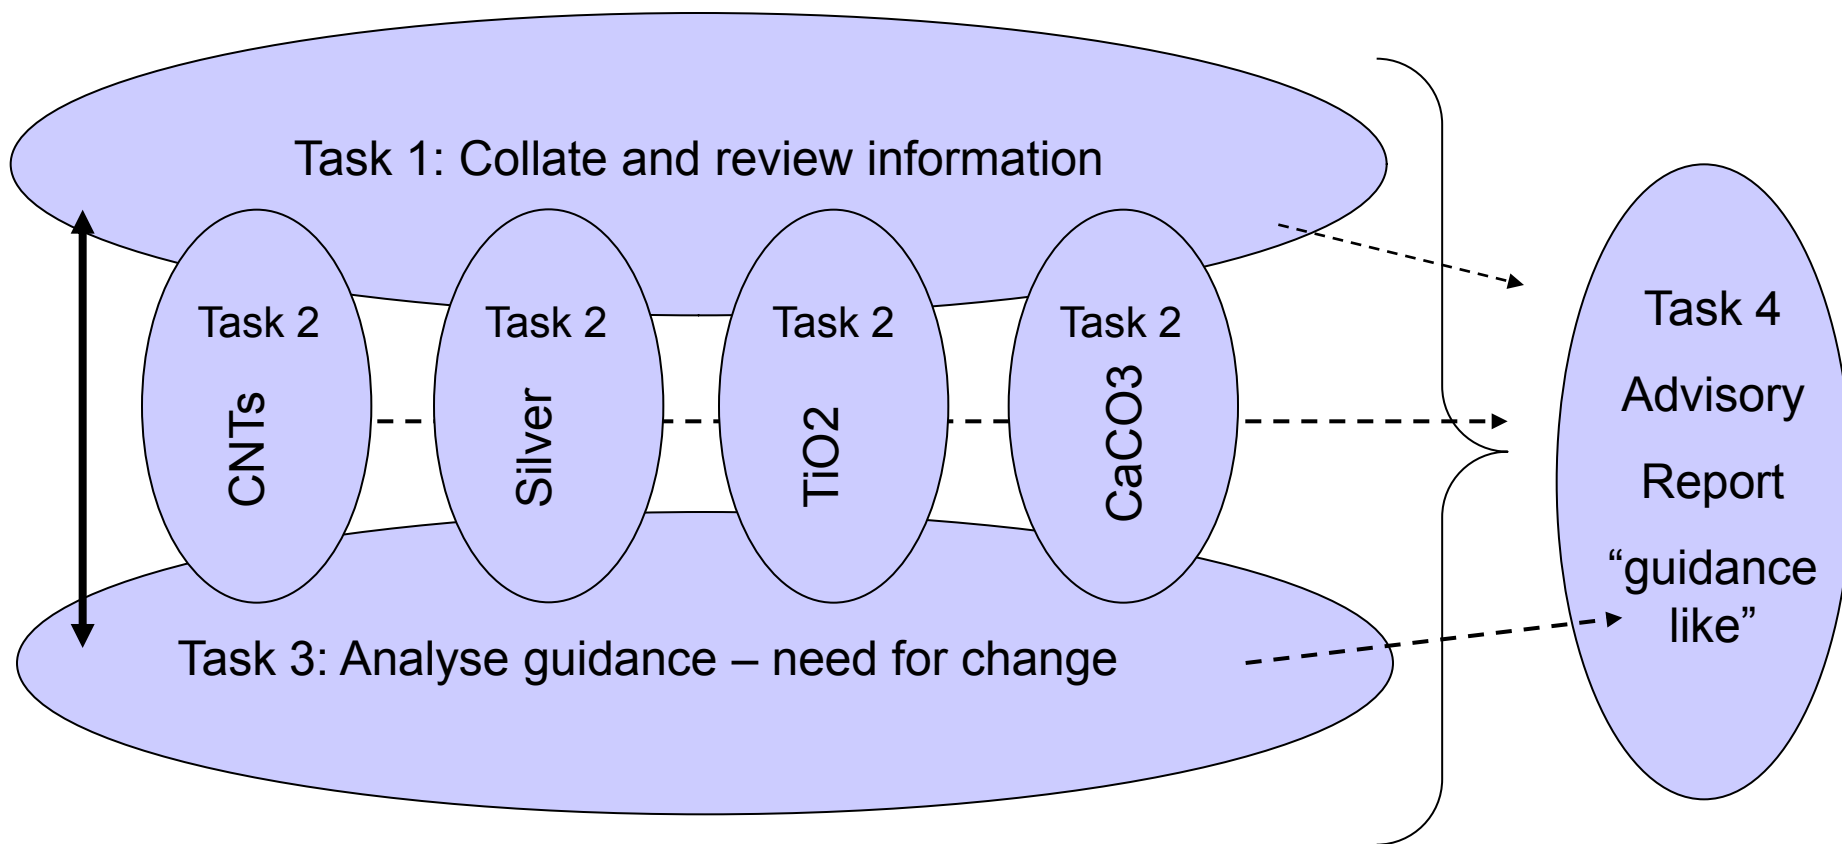 Task 1: Collate and review information
Task 2
CNTs
Task 2
Silver
Task 2
TiO2
Task 2
CaCO3
Task 3: Analyse guidance – need for change
Task 4
Advisory
Report
“guidance
like”